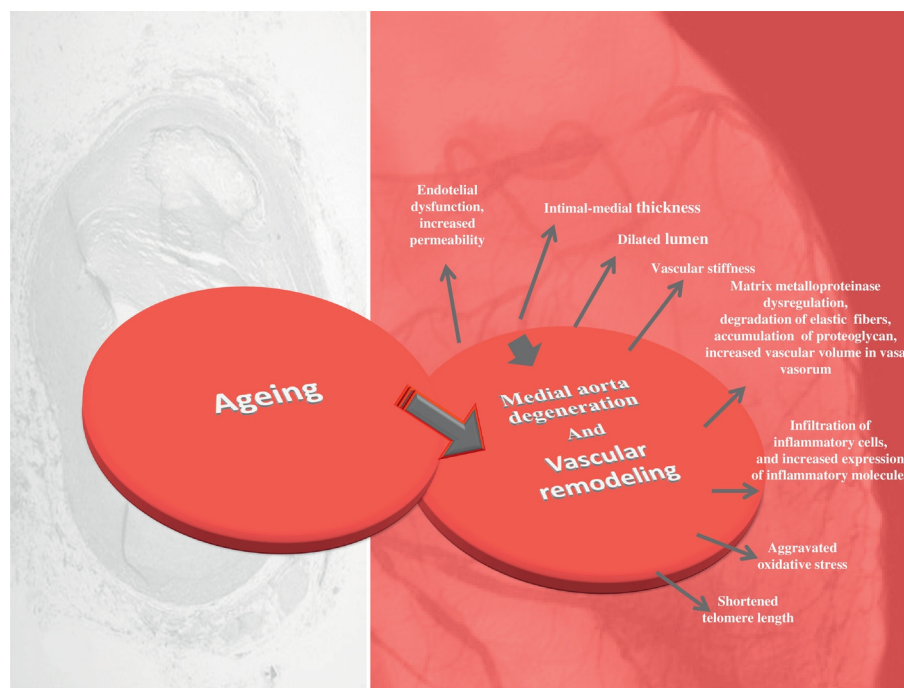 Endotelial
dysfunction,
increased
permeability
Intimal-medial thickness
Dilated lumen
Vascular stiffness
Matrix metalloproteinase
dysregulation,
degradation of elastic fibers,
accumulation of proteoglycan,
increased vascular volume in vasa
vasorum
Ageing
Medial aorta
degeneration
And
Vascular
remodeling
Infiltration of
inflammatory cells,
and increased expression
of inflammatory molecule
Aggravated
oxidative stress
Shortened
telomere length